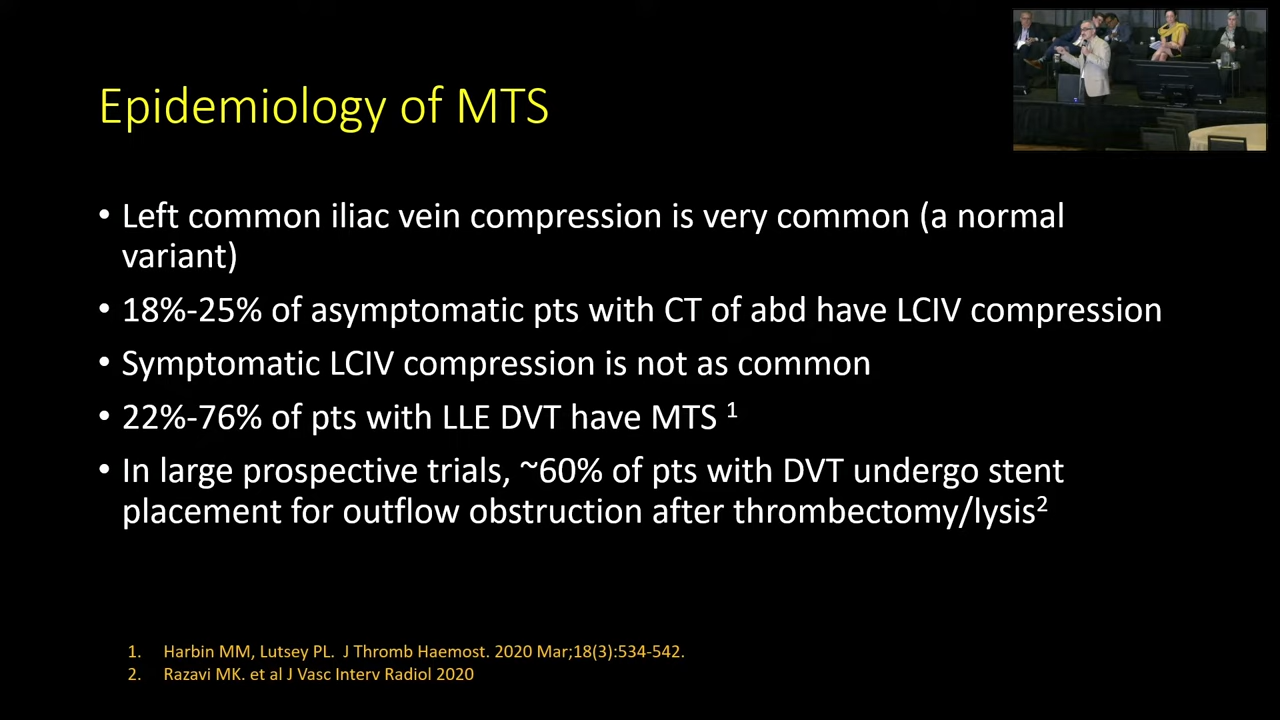 Epidemiology of MTS
• Left common iliac vein compression is very common (a normal
variant)
• 18%-25% of asymptomatic pts with CT of abd have LCIV compression
• Symptomatic LCIV compression is not as common
• 22%-76% of pts with LLE DVT have MTS ¹
• In large prospective trials, ~60% of pts with DVT undergo stent
placement for outflow obstruction after thrombectomy/lysis²
1. Harbin MM, Lutsey PL. J Thromb Haemost. 2020 Mar;18(3):534-542.
2. Razavi MK. et al J Vasc Interv Radiol 2020